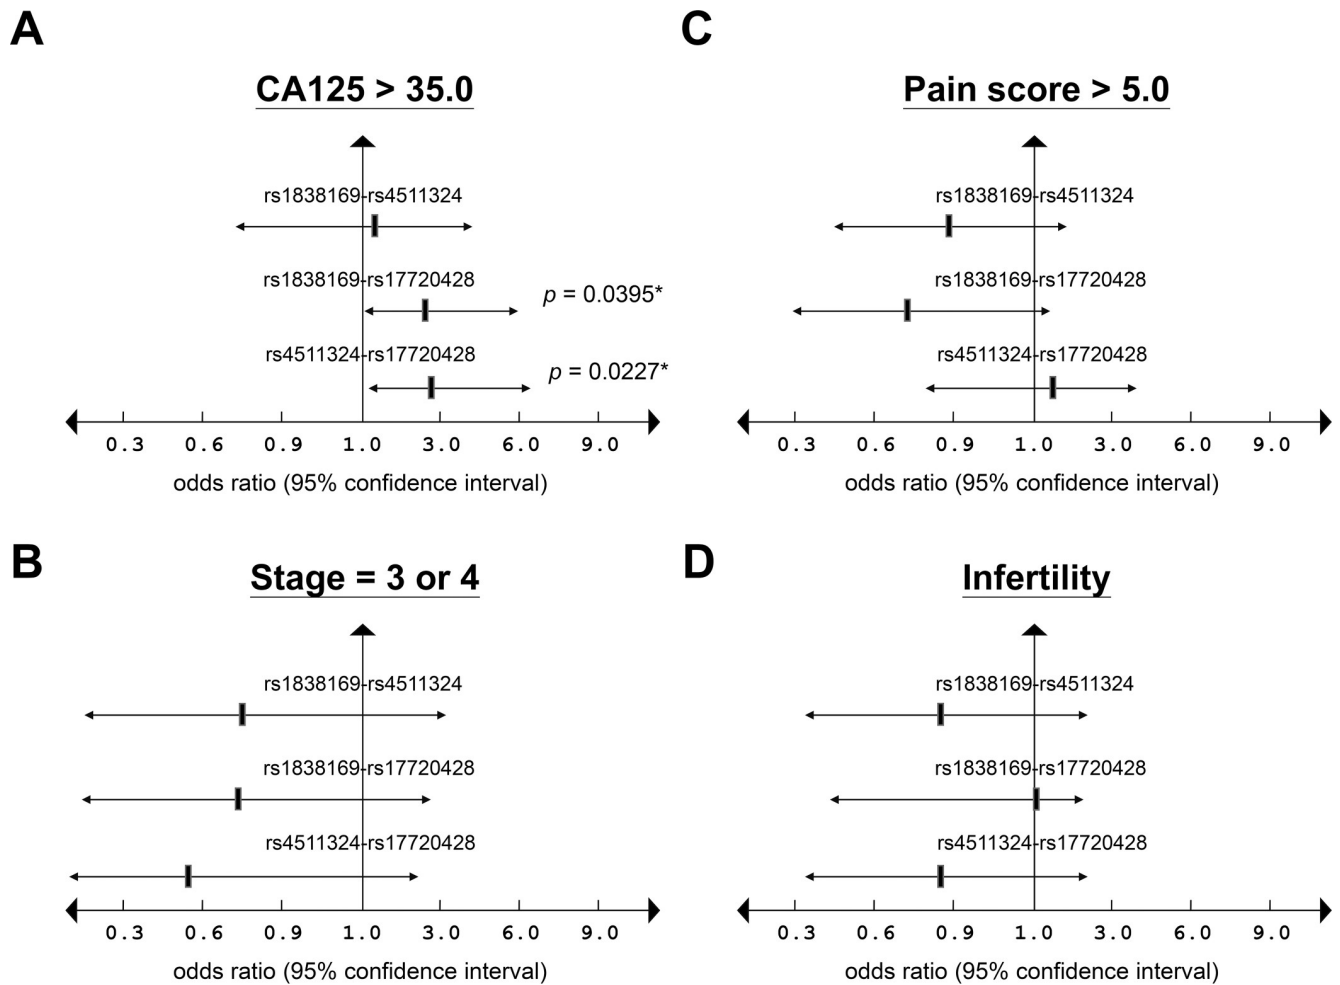 A
CA125 > 35.0
rs1838169-rs4511324
rs1838169-rs17720428
p = 0.0395*
rs4511324-rs17720428
p = 0.0227*
0.3 0.6 0.9 1.0 3.0 6.0 9.0
odds ratio (95% confidence interval)
C
Pain score > 5.0
rs1838169-rs4511324
rs1838169-rs17720428
rs4511324-rs17720428
0.3 0.6 0.9 1.0 3.0 6.0 9.0
odds ratio (95% confidence interval)
B
Stage = 3 or 4
rs1838169-rs4511324
rs1838169-rs17720428
rs4511324-rs17720428
0.3 0.6 0.9 1.0 3.0 6.0 9.0
odds ratio (95% confidence interval)
D
Infertility
rs1838169-rs4511324
rs1838169-rs17720428
rs4511324-rs17720428
0.3 0.6 0.9 1.0 3.0 6.0 9.0
odds ratio (95% confidence interval)